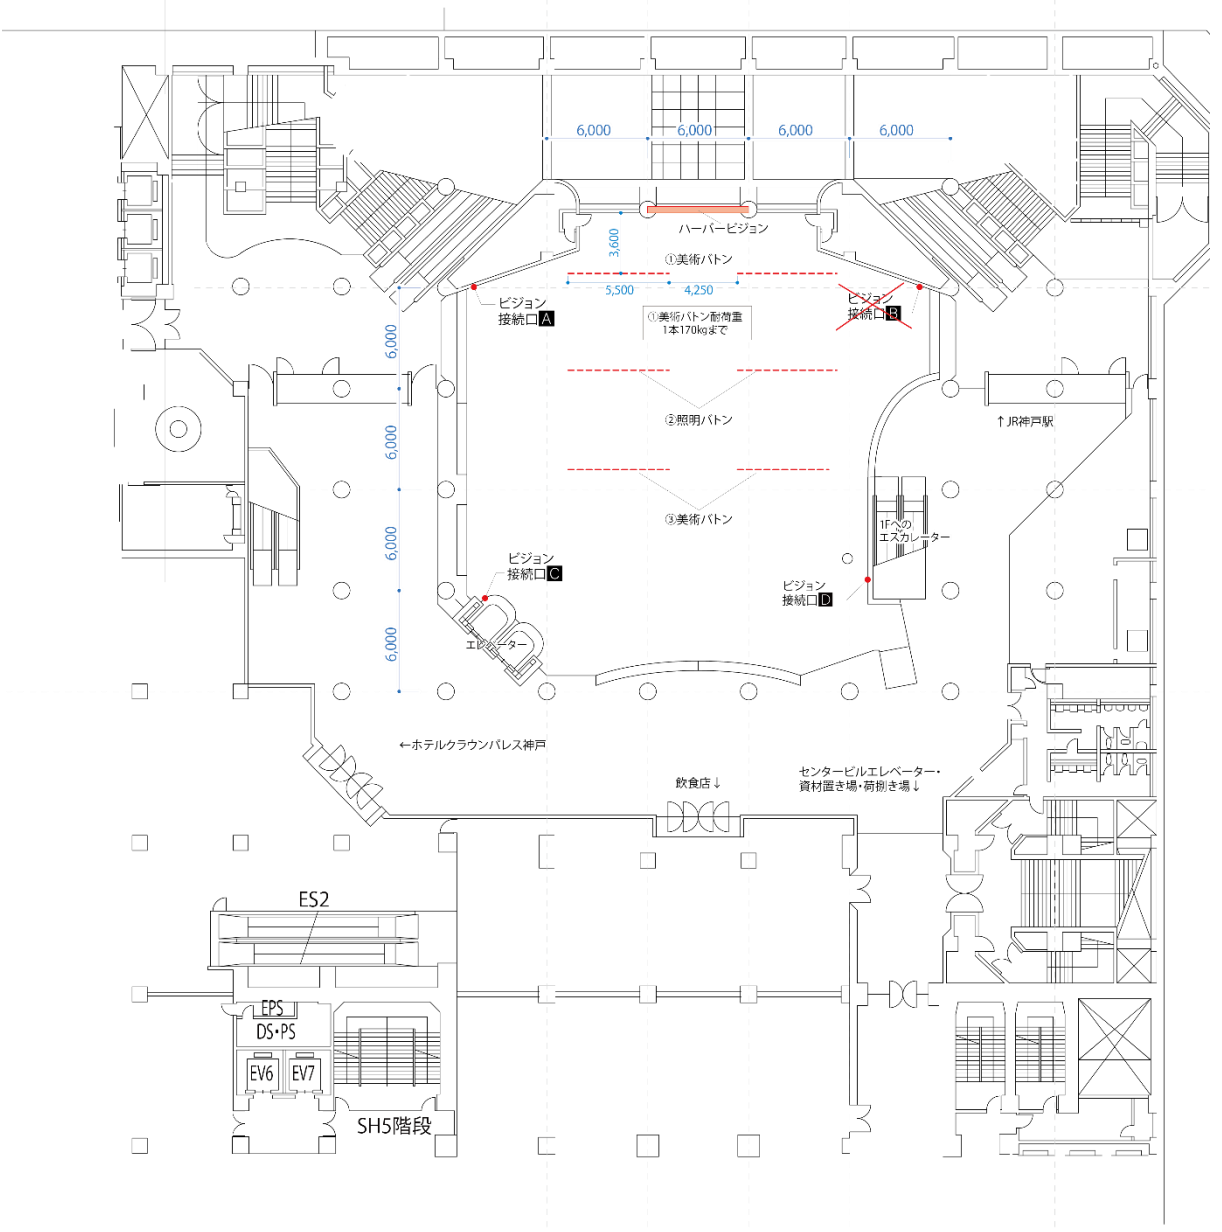 6,000
6,000
6,000
6,000
ハーバービジョン
3,600
①美術バトン
5,500
4,250
ビジョン
接続口A
ビジョン
接続口B
①美術バトン耐荷重
1本170kgまで
6,000
②照明バトン
↑JR神戸駅
6,000
③美術バトン
1Fへの
エスカレーター
6,000
ビジョン
接続口C
ビジョン
接続口D
6,000
エレベーター
←ホテルクラウンパレス神戸
センタービルエレベーター・
資材置き場・荷捌き場↓
飲食店↓
ES2
EPS
DS・PS
EV6
EV7
SH5階段